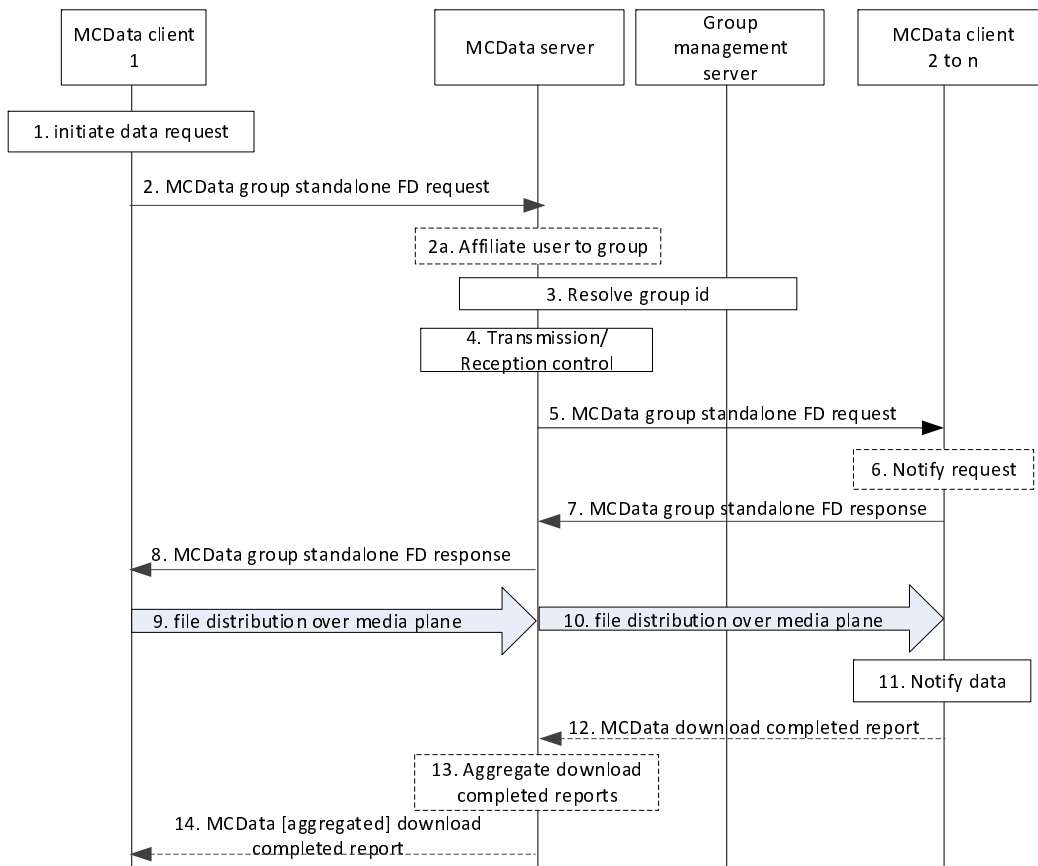 MCData client
1
MCData server
Group
management
server
MCData client
2 to n
1. initiate data request
2. MCData group standalone FD request
2a. Affiliate user to group
3. Resolve group id
4. Transmission/
Reception control
5. MCData group standalone FD request
6. Notify request
7. MCData group standalone FD response
8. MCData group standalone FD response
9. file distribution over media plane
10. file distribution over media plane
11. Notify data
12. MCData download completed report
13. Aggregate download
completed reports
14. MCData [aggregated] download
completed report